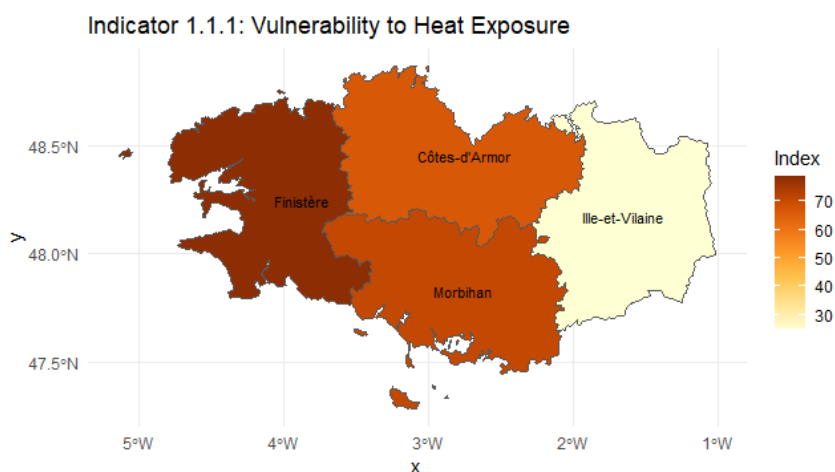 Indicator 1.1.1: Vulnerability to Heat Exposure
y
48.5°N
48.0°N
47.5°N
Côtes-d'Armor
Finistère
Ille-et-Vilaine
Morbihan
5°W 4°W 3°W 2°W 1°W
x
Index
70
60
50
40
30